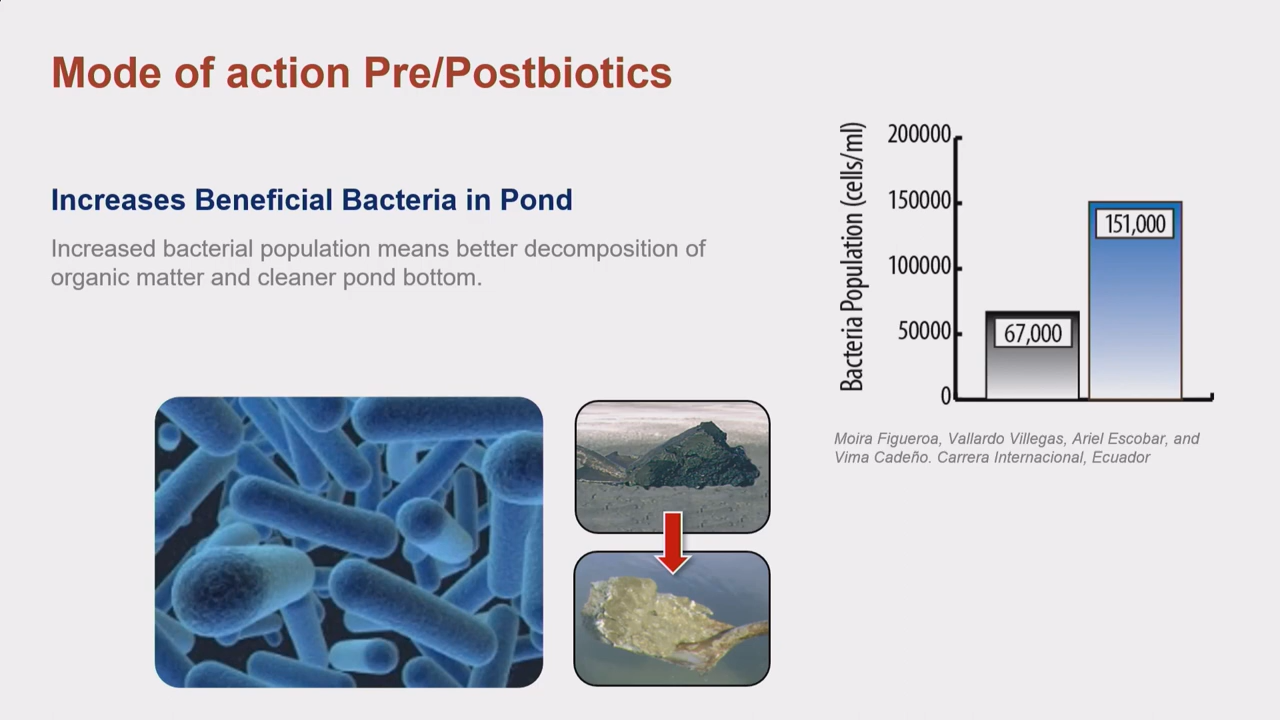 Mode of action Pre/Postbiotics
Increases Beneficial Bacteria in Pond
Increased bacterial population means better decomposition of
organic matter and cleaner pond bottom.
Bacteria Population (cells/ml)
200000
150000
100000
50000
0
67,000
151,000
Moira Figueroa, Vallardo Villegas, Ariel Escobar, and
Vima Cadeño. Carrera Internacional, Ecuador